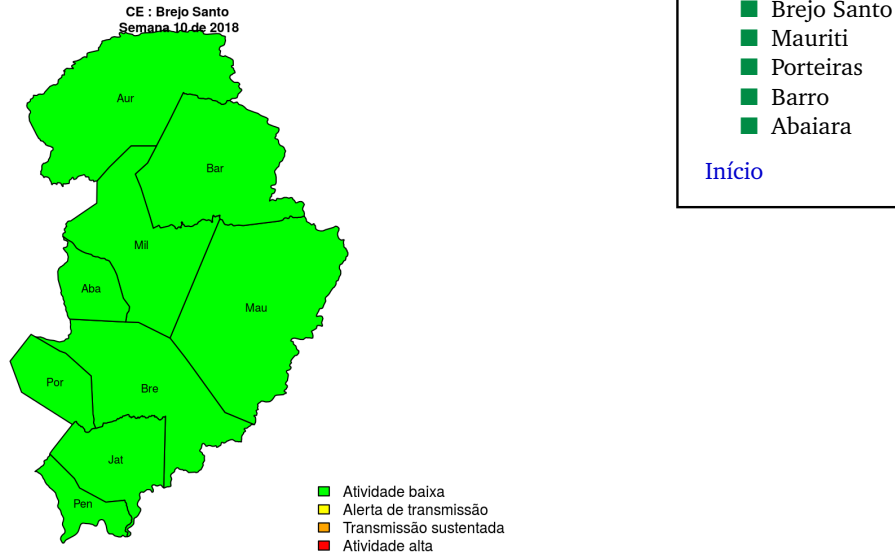 CE : Brejo Santo
Semana 10 de 2018
Aur
Bar
Mil
Aba
Mau
Por
Bre
Jat
Pen
Atividade baixa
Alerta de transmissão
Transmissão sustentada
Atividade alta
Brejo Santo
Mauriti
Porteiras
Barro
Abaiara
Início